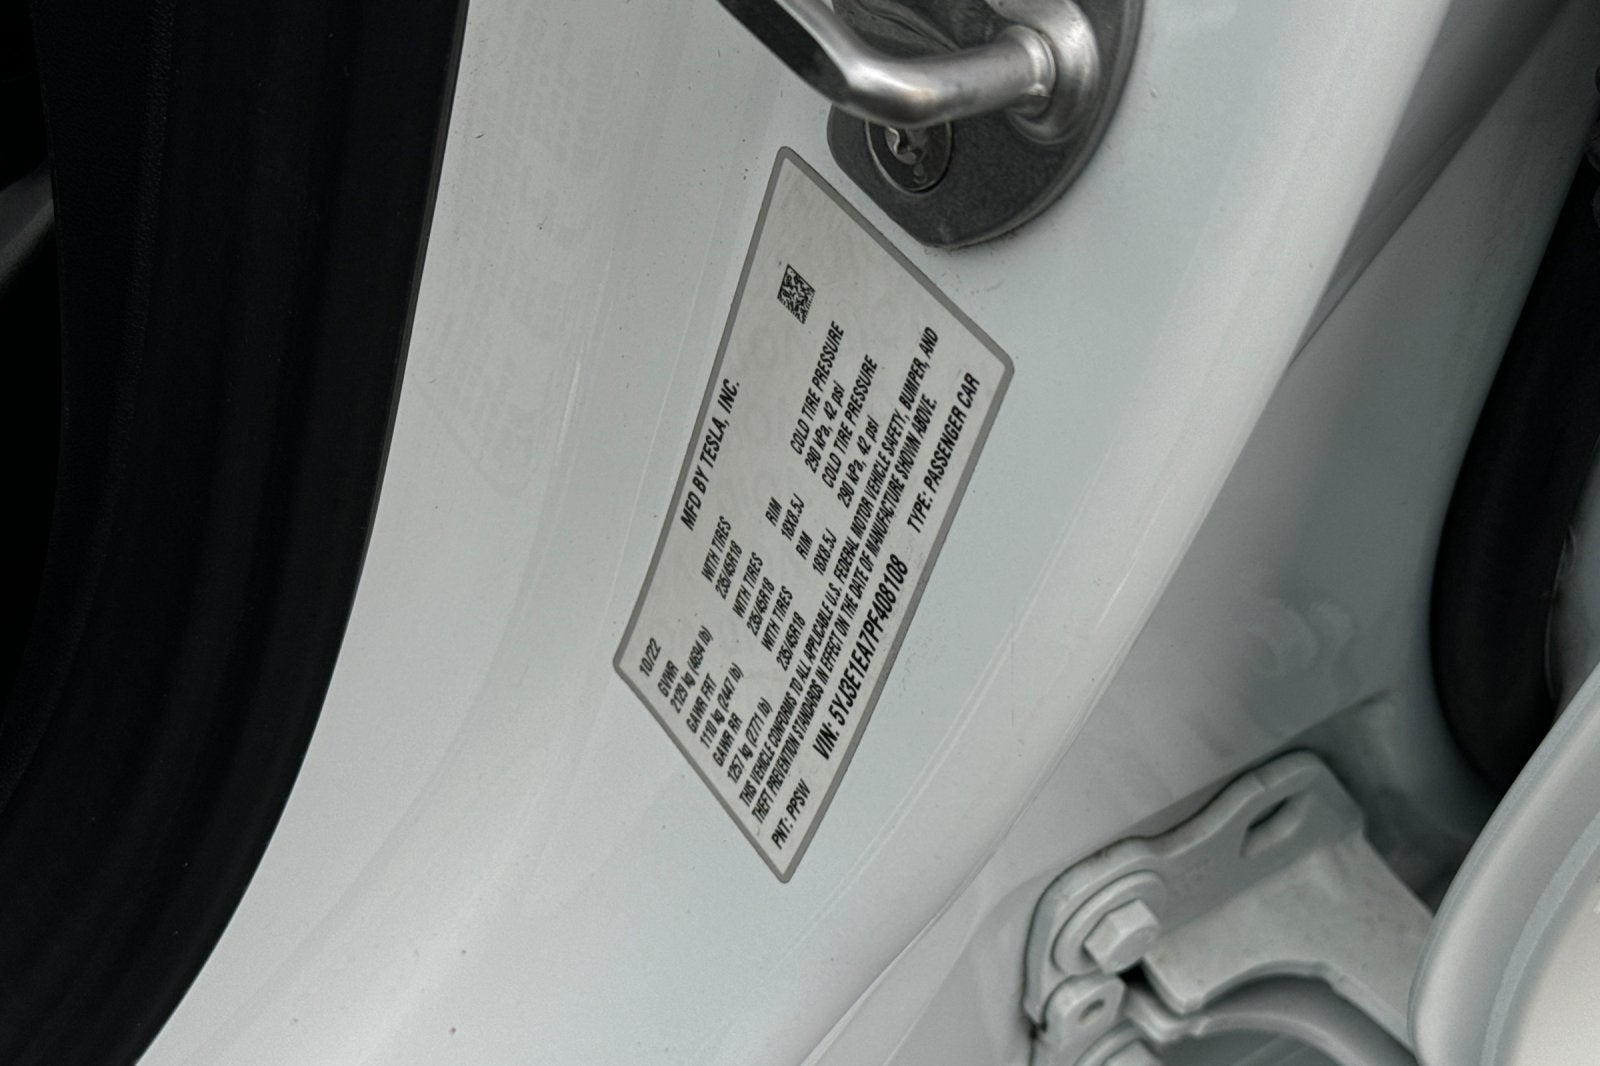 MFD BY TESLA, INC.
10/22
GVWR WITH TIRES RIM COLD TIRE PRESSURE
2129 kg (4694 lb) 235/45R18 18X8.5J 290 kPa, 42 psi
GAWR FRT WITH TIRES RIM COLD TIRE PRESSURE
1110 kg (2447 lb) 235/45R18 18X8.5J 290 kPa, 42 psi
GAWR RR WITH TIRES
1257 kg (2771 lb) 235/45R18
THIS VEHICLE CONFORMS TO ALL APPLICABLE U.S. FEDERAL MOTOR VEHICLE SAFETY, BUMPER, AND
THEFT PREVENTION STANDARDS IN EFFECT ON THE DATE OF MANUFACTURE SHOWN ABOVE.
PNT: PPSW VIN: 5YJ3E1EA7PF408108 TYPE: PASSENGER CAR